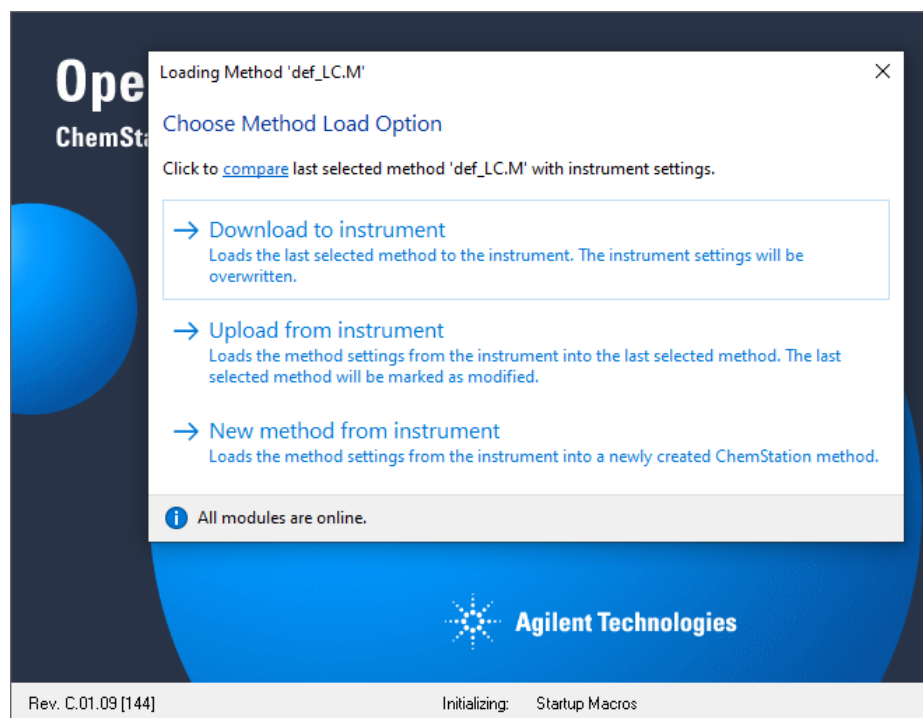 Ope
ChemSta
Loading Method 'def_LC.M'
Choose Method Load Option
Click to compare last selected method 'def_LC.M' with instrument settings.
Download to instrument
Loads the last selected method to the instrument. The instrument settings will be
overwritten.
Upload from instrument
Loads the method settings from the instrument into the last selected method. The last
selected method will be marked as modified.
New method from instrument
Loads the method settings from the instrument into a newly created ChemStation method.
All modules are online.
Agilent Technologies
Rev. C.01.09 [144] Initializing: Startup Macros